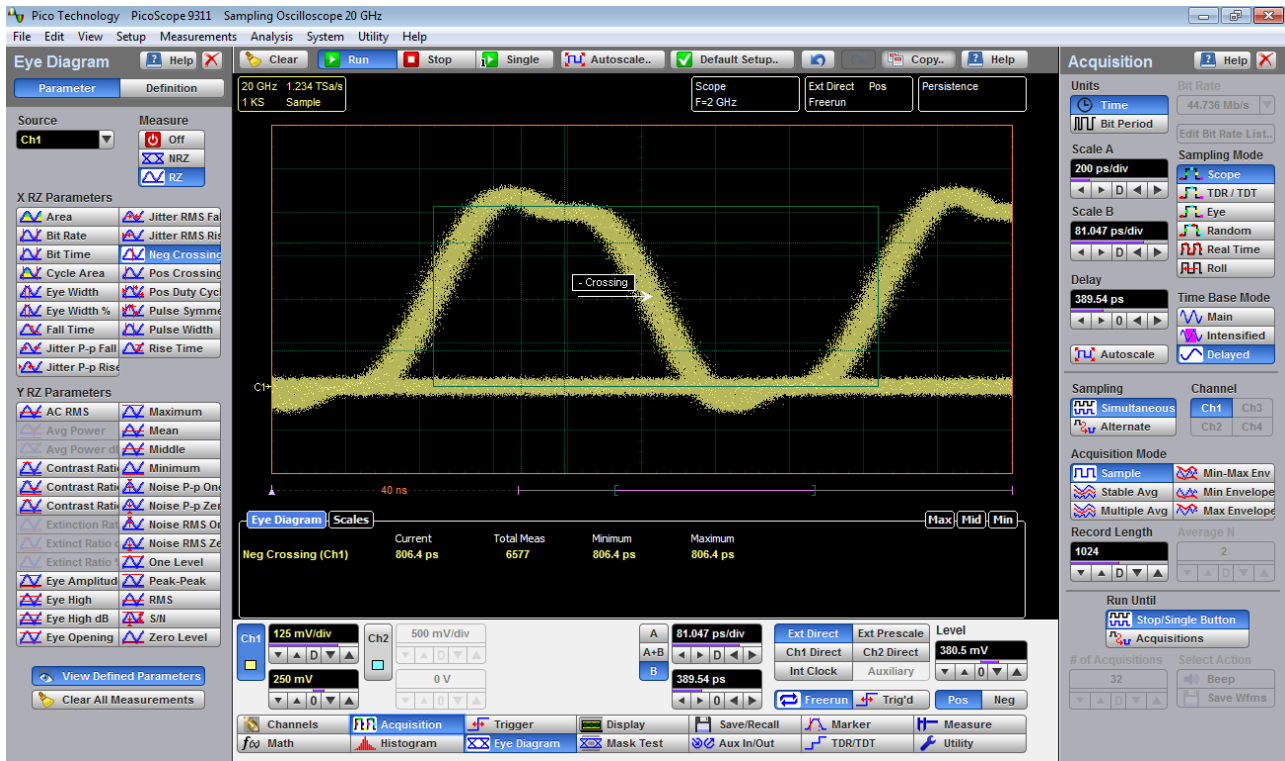 Pico Technology PicoScope 9311 Sampling Oscilloscope 20 GHz
File Edit View Setup Measurements Analysis System Utility Help
Eye Diagram Help
Parameter Definition
Source Measure
Ch1 Off
NRZ
RZ
X RZ Parameters
Area Jitter RMS Fal
Bit Rate Jitter RMS Ris
Bit Time Neg Crossing
Cycle Area Pos Crossing
Eye Width Pos Duty Cycl
Eye Width % Pulse Symme
Fall Time Pulse Width
Jitter P-p Fall Rise Time
Jitter P-p Rise
Y RZ Parameters
AC RMS Maximum
Avg Power Mean
Avg Power d Middle
Contrast Rati Minimum
Contrast Rati Noise P-p One
Contrast Rati Noise P-p Zer
Extinction Rat Noise RMS On
Extinct Ratio d Noise RMS Ze
Extinct Ratio % One Level
Eye Amplitud Peak-Peak
Eye High RMS
Eye High dB S/N
Eye Opening Zero Level
View Defined Parameters
Clear All Measurements
Clear Run Stop Single Autoscale.. Default Setup.. Copy.. Help
20 GHz 1.234 TSa/s
1 KS Sample
Scope
F=2 GHz
Ext Direct Pos
Freerun
Persistence
- Crossing
C1
40 ns
Eye Diagram Scales Max Mid Min
Current Total Meas Minimum Maximum
Neg Crossing (Ch1) 806.4 ps 6577 806.4 ps 806.4 ps
Ch1 125 mV/div Ch2 500 mV/div A 81.047 ps/div Ext Direct Ext Prescale Level
D D A+B D Ch1 Direct Ch2 Direct 380.5 mV
250 mV 0 V B 389.54 ps Int Clock Auxiliary 0
0 0 0 Freerun Trig'd Pos Neg
Channels Acquisition Trigger Display Save/Recall Marker Measure
f(x) Math Histogram Eye Diagram Mask Test Aux In/Out TDR/TDT Utility
Acquisition Help
Units Bit Rate
Time 44.736 Mb/s
Bit Period Edit Bit Rate List..
Scale A Sampling Mode
200 ps/div Scope
D TDR / TDT
Scale B Eye
81.047 ps/div Random
D Real Time
Roll
Delay
389.54 ps Time Base Mode
0 Main
Intensified
Autoscale Delayed
Sampling Channel
Simultaneous Ch1 Ch3
Alternate Ch2 Ch4
Acquisition Mode
Sample Min-Max Env
Stable Avg Min Envelope
Multiple Avg Max Envelope
Record Length Average N
1024 2
D D
Run Until
Stop/Single Button
Acquisitions
# of Acquisitions Select Action
32 Beep
D Save Wfms